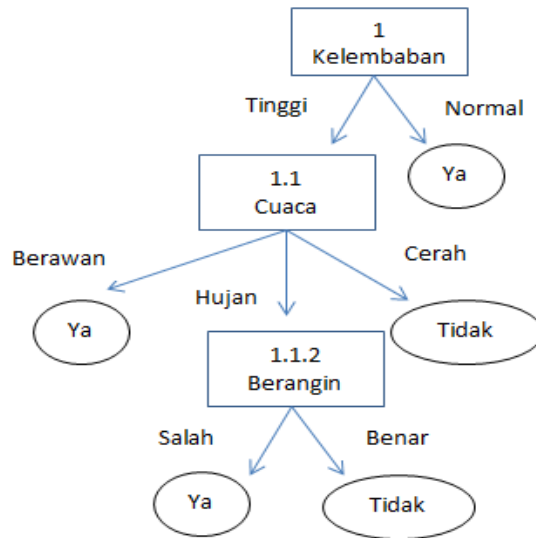 1
Kelembaban
Tinggi
Normal
1.1
Cuaca
Ya
Berawan
Hujan
Cerah
Ya
1.1.2
Berangin
Tidak
Salah
Benar
Ya
Tidak